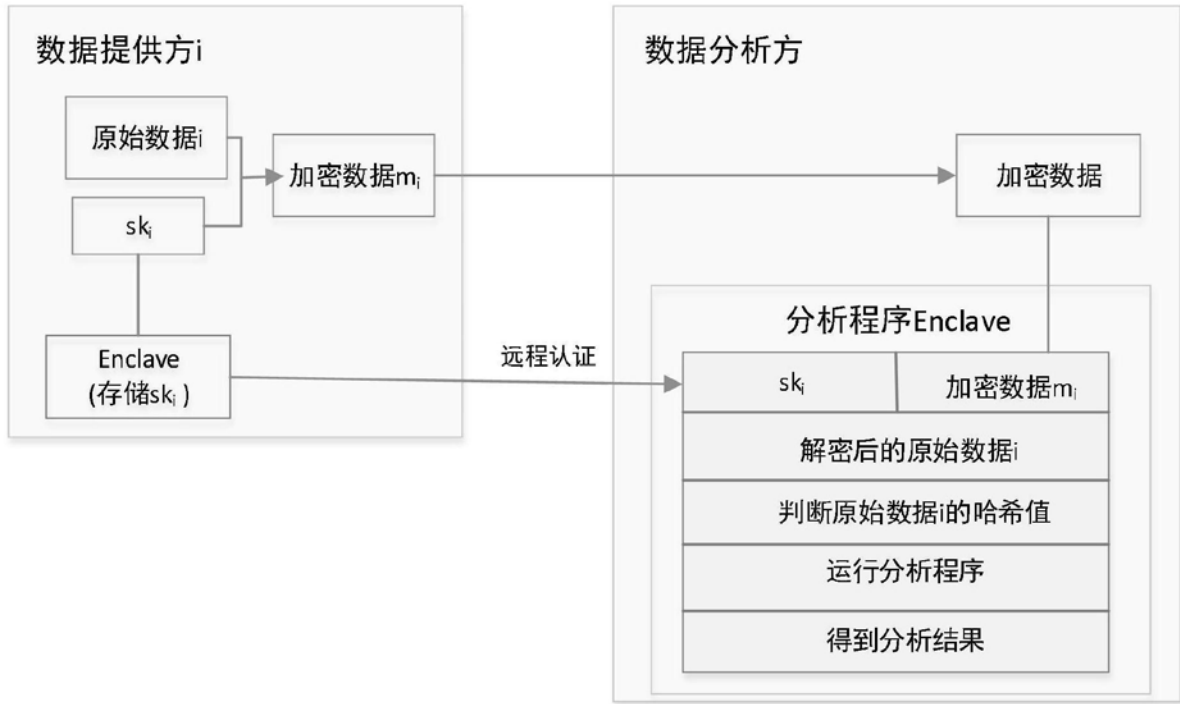 数据提供方i
原始数据i
加密数据mᵢ
skᵢ
Enclave
(存储skᵢ)
远程认证
数据分析方
加密数据
分析程序Enclave
skᵢ
加密数据mᵢ
解密后的原始数据i
判断原始数据i的哈希值
运行分析程序
得到分析结果